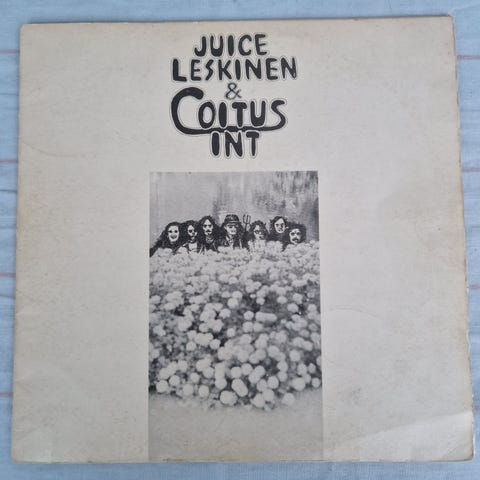 JUICE
LESKINEN
&
COITUS
INT